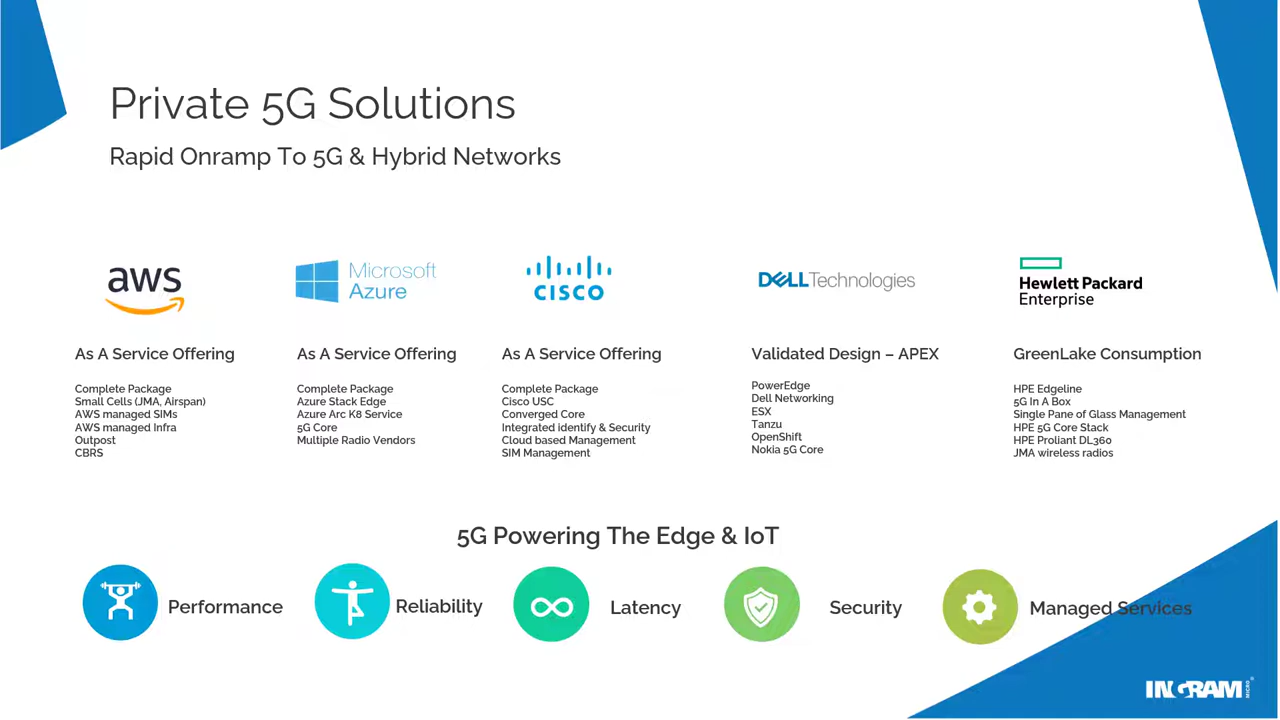 Private 5G Solutions
Rapid Onramp To 5G & Hybrid Networks
aws
Microsoft
Azure
CISCO
DELL Technologies
Hewlett Packard
Enterprise
As A Service Offering
Complete Package
Small Cells (JMA, Airspan)
AWS managed SIMs
AWS managed Infra
Outpost
CBRS
As A Service Offering
Complete Package
Azure Stack Edge
Azure Arc K8 Service
5G Core
Multiple Radio Vendors
As A Service Offering
Complete Package
Cisco USC
Converged Core
Integrated identify & Security
Cloud based Management
SIM Management
Validated Design – APEX
PowerEdge
Dell Networking
ESX
Tanzu
OpenShift
Nokia 5G Core
GreenLake Consumption
HPE Edgeline
5G In A Box
Single Pane of Glass Management
HPE 5G Core Stack
HPE Proliant DL360
JMA wireless radios
5G Powering The Edge & IoT
Performance
Reliability
Latency
Security
Managed Services
INGRAM MICRO